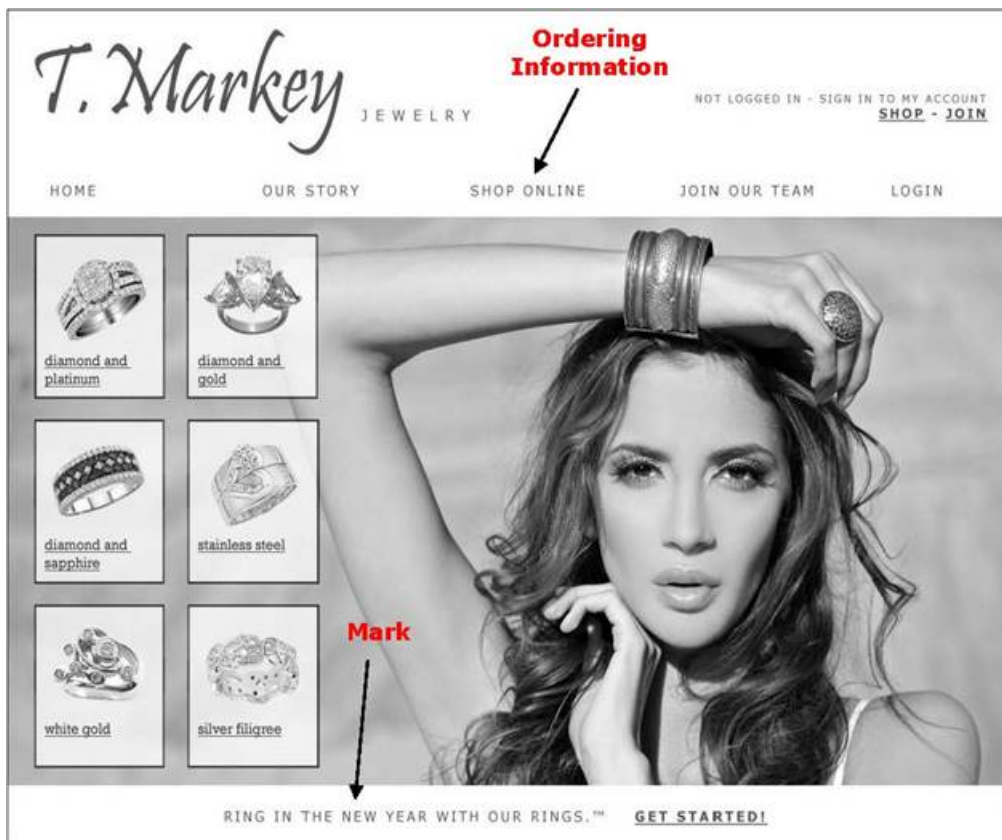 T. Markey JEWELRY
Ordering
Information
NOT LOGGED IN - SIGN IN TO MY ACCOUNT
SHOP - JOIN
HOME OUR STORY SHOP ONLINE JOIN OUR TEAM LOGIN
diamond and
platinum
diamond and
gold
diamond and
sapphire
stainless steel
Mark
white gold
silver filigree
RING IN THE NEW YEAR WITH OUR RINGS.™ GET STARTED!